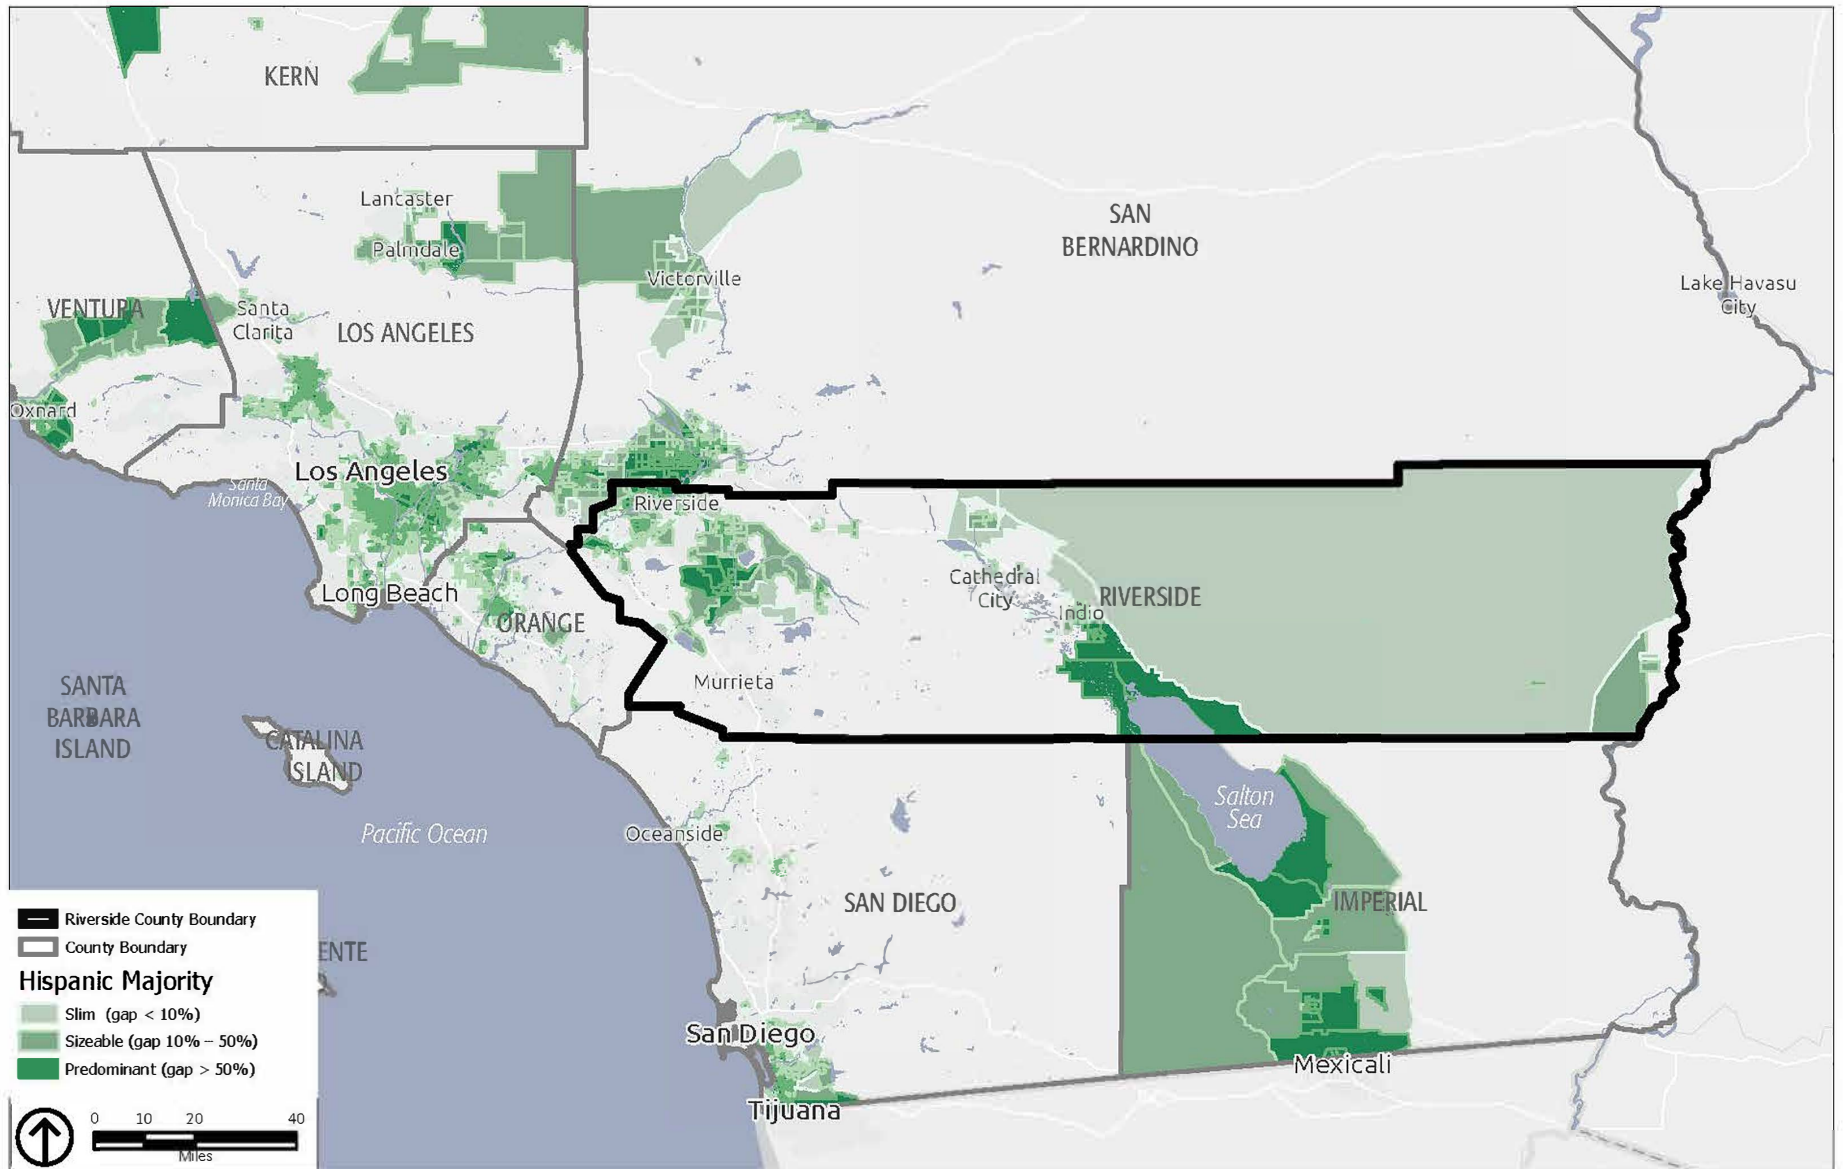 KERN
Lancaster
Palmdale
SAN
BERNARDINO
Victorville
Lake Havasu
City
VENTURA
Santa
Clarita
LOS ANGELES
Oxnard
Los Angeles
Santa
Monica Bay
Riverside
Cathedral
City
RIVERSIDE
Indio
Long Beach
ORANGE
Murrieta
SANTA
BARBARA
ISLAND
CATALINA
ISLAND
Pacific Ocean
Oceanside
Salton
Sea
SAN DIEGO
IMPERIAL
ENTE
San Diego
Mexicali
Tijuana
Riverside County Boundary
County Boundary
Hispanic Majority
Slim (gap < 10%)
Sizeable (gap 10% – 50%)
Predominant (gap > 50%)
0 10 20 40
Miles